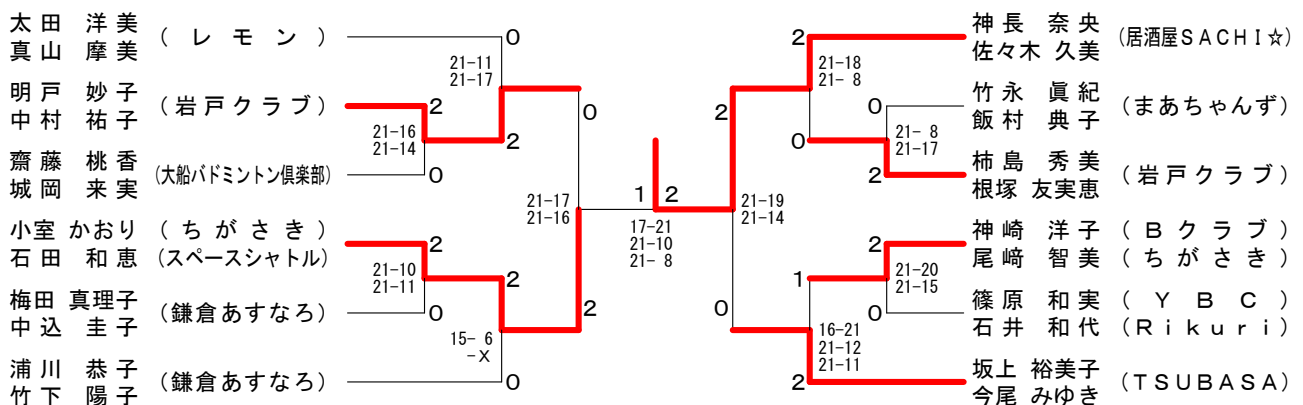 太田 洋美
真山 摩美
(レモン)
0
21-11
21-17
明戸 妙子
中村 祐子
(岩戸クラブ)
2
21-16
21-14
2
0
齋藤 桃香
城岡 来実
(大船バドミントン倶楽部)
0
21-17
21-16
小室 かおり (ちがさき)
石田 和恵 (スペースシャトル)
2
21-10
21-11
2
梅田 真理子
中込 圭子
(鎌倉あすなろ)
0
2
15- 6
-X
浦川 恭子
竹下 陽子
(鎌倉あすなろ)
0
1 2
17-21
21-10
21- 8
2
21-18
21- 8
神長 奈央
佐々木 久美
(居酒屋SACHI☆)
2
0
0
21- 8
21-17
竹永 眞紀
飯村 典子
(まあちゃんず)
2
柿島 秀美
根塚 友実恵
(岩戸クラブ)
21-19
21-14
2
21-20
21-15
神崎 洋子 (Bクラブ)
尾﨑 智美 (ちがさき)
1
0
0
篠原 和実 (YBC)
石井 和代 (Rikuri)
16-21
21-12
21-11
2
坂上 裕美子
今尾 みゆき
(TSUBASA)